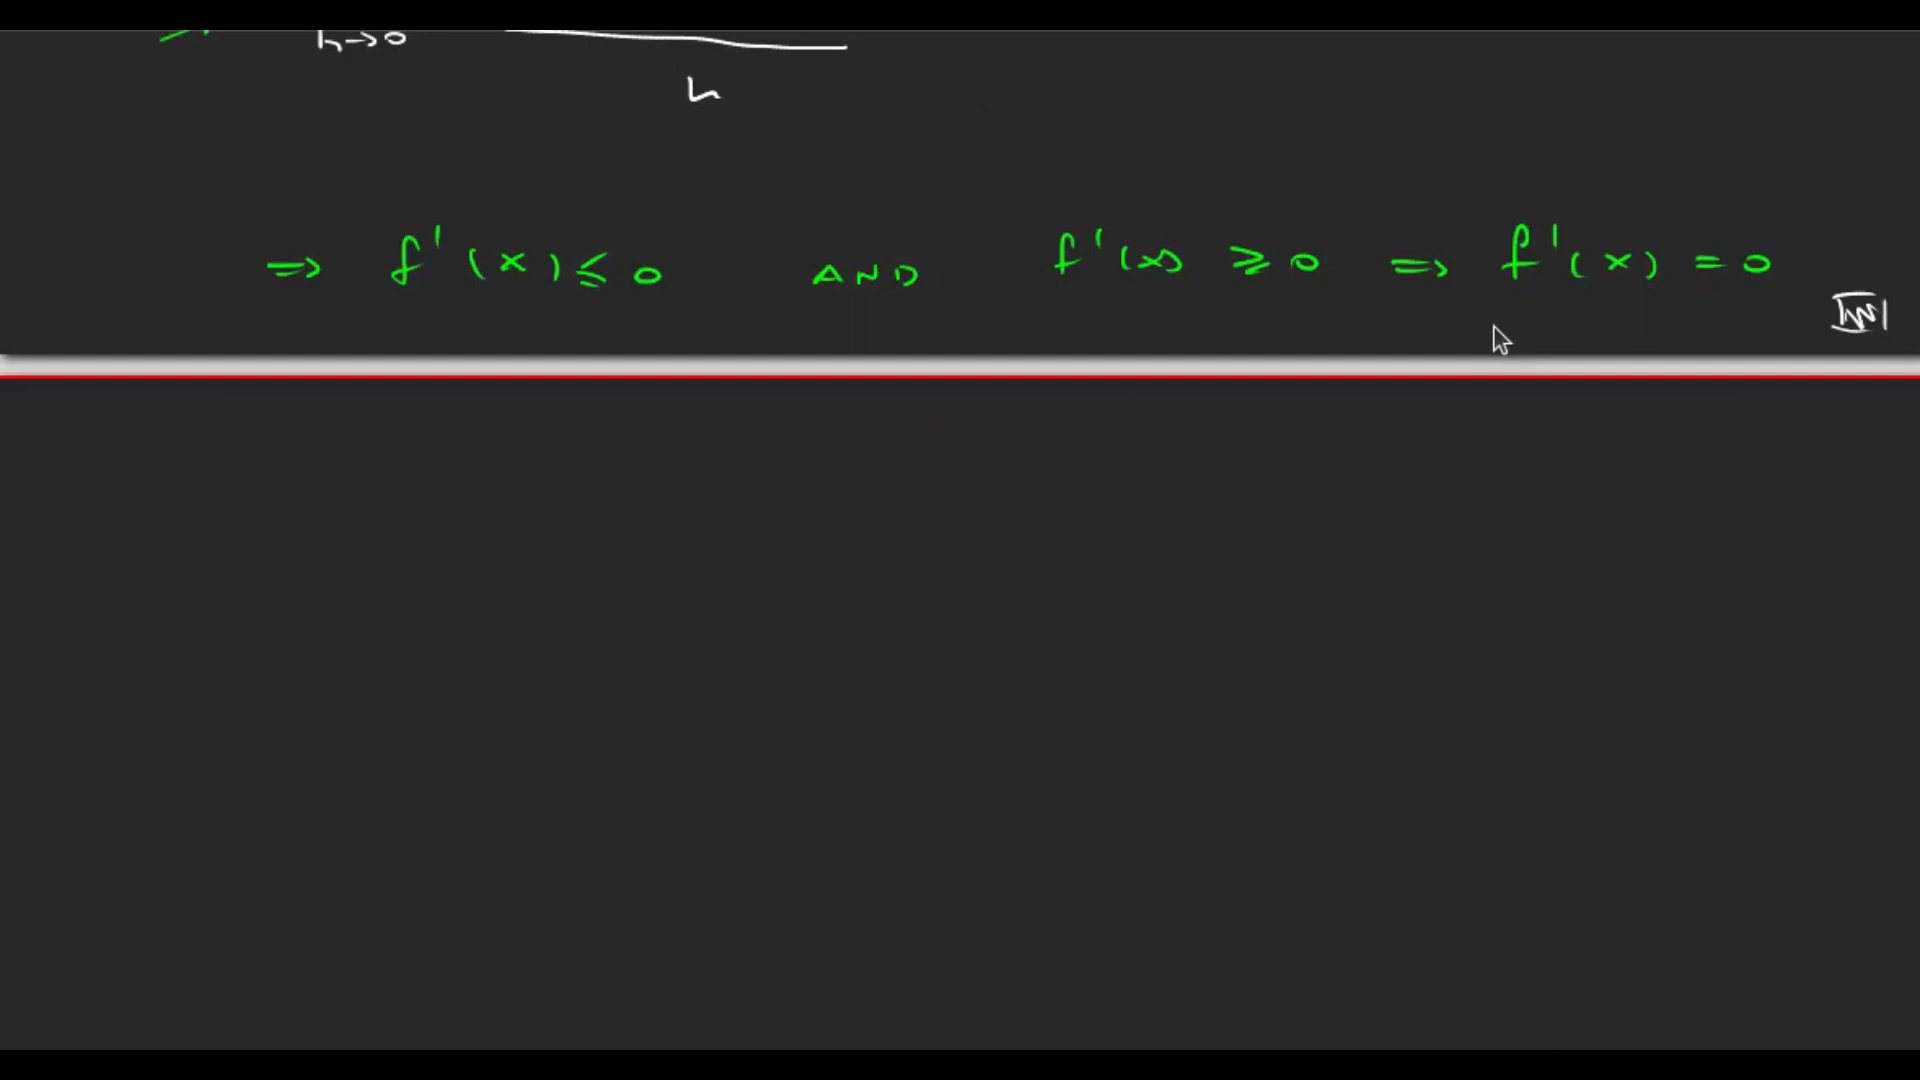 h→0
h
⇒ f'(x) ≤ 0 AND f'(x) ≥ 0 ⇒ f'(x) = 0